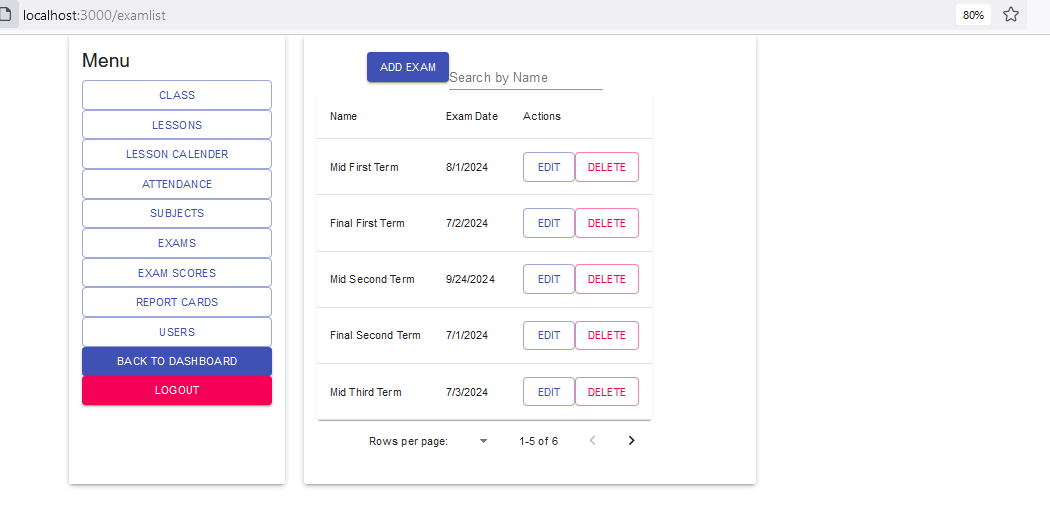 localhost:3000/examlist
80%
Menu
CLASS
LESSONS
LESSON CALENDER
ATTENDANCE
SUBJECTS
EXAMS
EXAM SCORES
REPORT CARDS
USERS
BACK TO DASHBOARD
LOGOUT
ADD EXAM
Search by Name
Name Exam Date Actions
Mid First Term 8/1/2024 EDIT DELETE
Final First Term 7/2/2024 EDIT DELETE
Mid Second Term 9/24/2024 EDIT DELETE
Final Second Term 7/1/2024 EDIT DELETE
Mid Third Term 7/3/2024 EDIT DELETE
Rows per page: 1-5 of 6